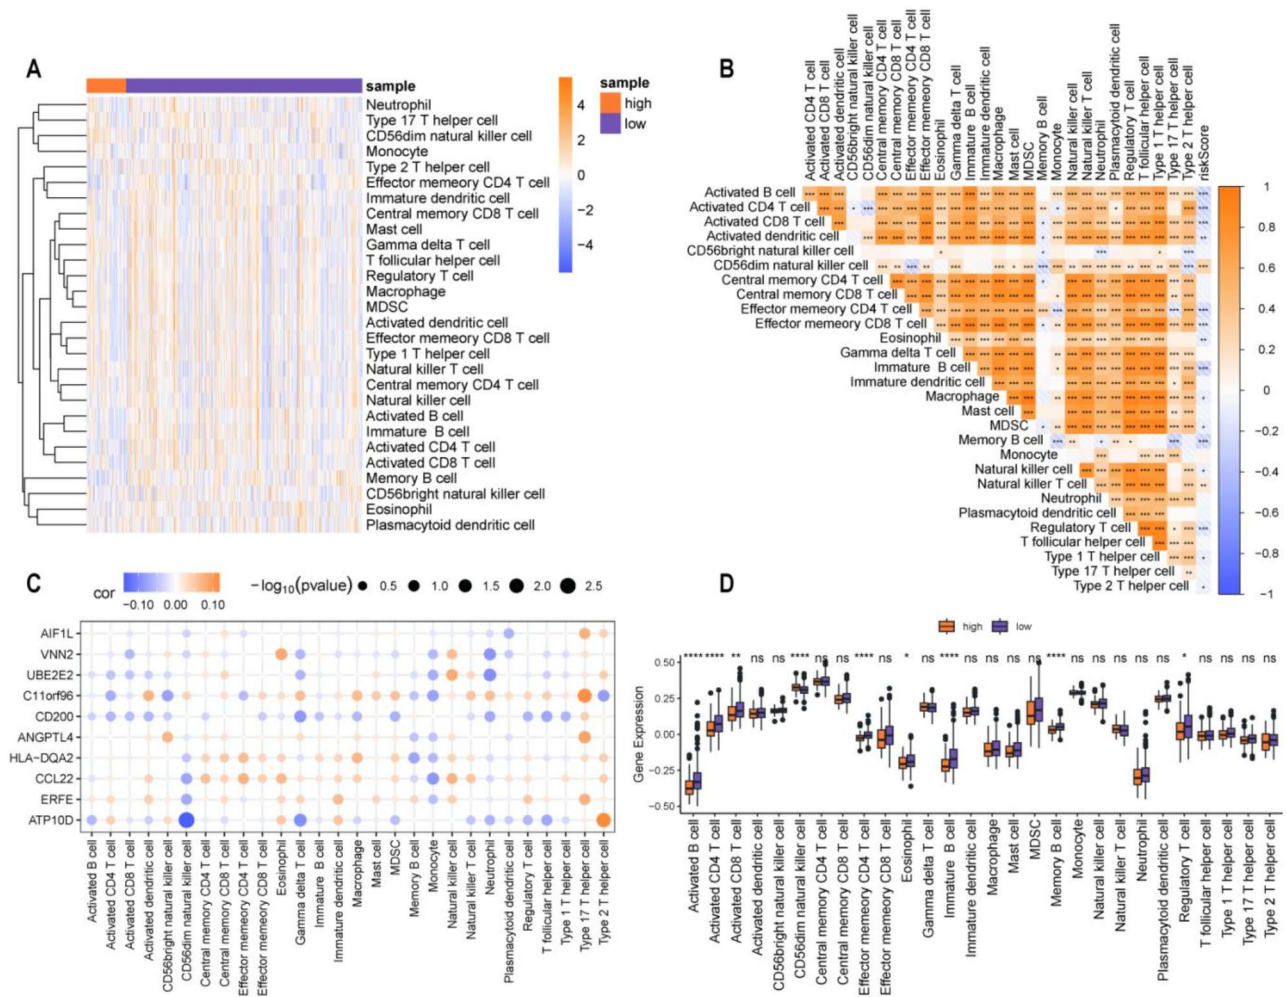 A
sample
Neutrophil
Type 17 T helper cell
CD56dim natural killer cell
Monocyte
Type 2 T helper cell
Effector memeory CD4 T cell
Immature dendritic cell
Central memory CD8 T cell
Mast cell
Gamma delta T cell
T follicular helper cell
Regulatory T cell
Macrophage
MDSC
Activated dendritic cell
Effector memeory CD8 T cell
Type 1 T helper cell
Natural killer T cell
Central memory CD4 T cell
Natural killer cell
Activated B cell
Immature B cell
Activated CD4 T cell
Activated CD8 T cell
Memory B cell
CD56bright natural killer cell
Eosinophil
Plasmacytoid dendritic cell
4
2
0
−2
−4
sample
high
low
B
Activated CD4 T cell
Activated CD8 T cell
Activated dendritic cell
CD56bright natural killer cell
CD56dim natural killer cell
Central memory CD4 T cell
Central memory CD8 T cell
Effector memeory CD4 T cell
Effector memeory CD8 T cell
Eosinophil
Gamma delta T cell
Immature B cell
Immature dendritic cell
Macrophage
Mast cell
MDSC
Memory B cell
Monocyte
Natural killer cell
Natural killer T cell
Neutrophil
Plasmacytoid dendritic cell
Regulatory T cell
T follicular helper cell
Type 1 T helper cell
Type 17 T helper cell
Type 2 T helper cell
riskScore
Activated B cell
Activated CD4 T cell
Activated CD8 T cell
Activated dendritic cell
CD56bright natural killer cell
CD56dim natural killer cell
Central memory CD4 T cell
Central memory CD8 T cell
Effector memeory CD4 T cell
Effector memeory CD8 T cell
Eosinophil
Gamma delta T cell
Immature B cell
Immature dendritic cell
Macrophage
Mast cell
MDSC
Memory B cell
Monocyte
Natural killer cell
Natural killer T cell
Neutrophil
Plasmacytoid dendritic cell
Regulatory T cell
T follicular helper cell
Type 1 T helper cell
Type 17 T helper cell
Type 2 T helper cell
1
0.8
0.6
0.4
0.2
0
−0.2
−0.4
−0.6
−0.8
−1
C
cor
−0.10 0.00 0.10
−log10(pvalue) 0.5 1.0 1.5 2.0 2.5
AIF1L
VNN2
UBE2E2
C11orf96
CD200
ANGPTL4
HLA−DQA2
CCL22
ERFE
ATP10D
Activated B cell
Activated CD4 T cell
Activated CD8 T cell
Activated dendritic cell
CD56bright natural killer cell
CD56dim natural killer cell
Central memory CD4 T cell
Central memory CD8 T cell
Effector memeory CD4 T cell
Effector memeory CD8 T cell
Eosinophil
Gamma delta T cell
Immature B cell
Immature dendritic cell
Macrophage
Mast cell
MDSC
Memory B cell
Monocyte
Natural killer cell
Natural killer T cell
Neutrophil
Plasmacytoid dendritic cell
Regulatory T cell
T follicular helper cell
Type 1 T helper cell
Type 17 T helper cell
Type 2 T helper cell
D
high low
**** **** ** ns ns **** ns ns **** ns * ns **** ns ns ns ns **** ns ns ns ns ns * ns ns ns ns
Gene Expression
0.50
0.25
0.00
−0.25
−0.50
Activated B cell
Activated CD4 T cell
Activated CD8 T cell
Activated dendritic cell
CD56bright natural killer cell
CD56dim natural killer cell
Central memory CD4 T cell
Central memory CD8 T cell
Effector memeory CD4 T cell
Effector memeory CD8 T cell
Eosinophil
Gamma delta T cell
Immature B cell
Immature dendritic cell
Macrophage
Mast cell
MDSC
Memory B cell
Monocyte
Natural killer cell
Natural killer T cell
Neutrophil
Plasmacytoid dendritic cell
Regulatory T cell
T follicular helper cell
Type 1 T helper cell
Type 17 T helper cell
Type 2 T helper cell